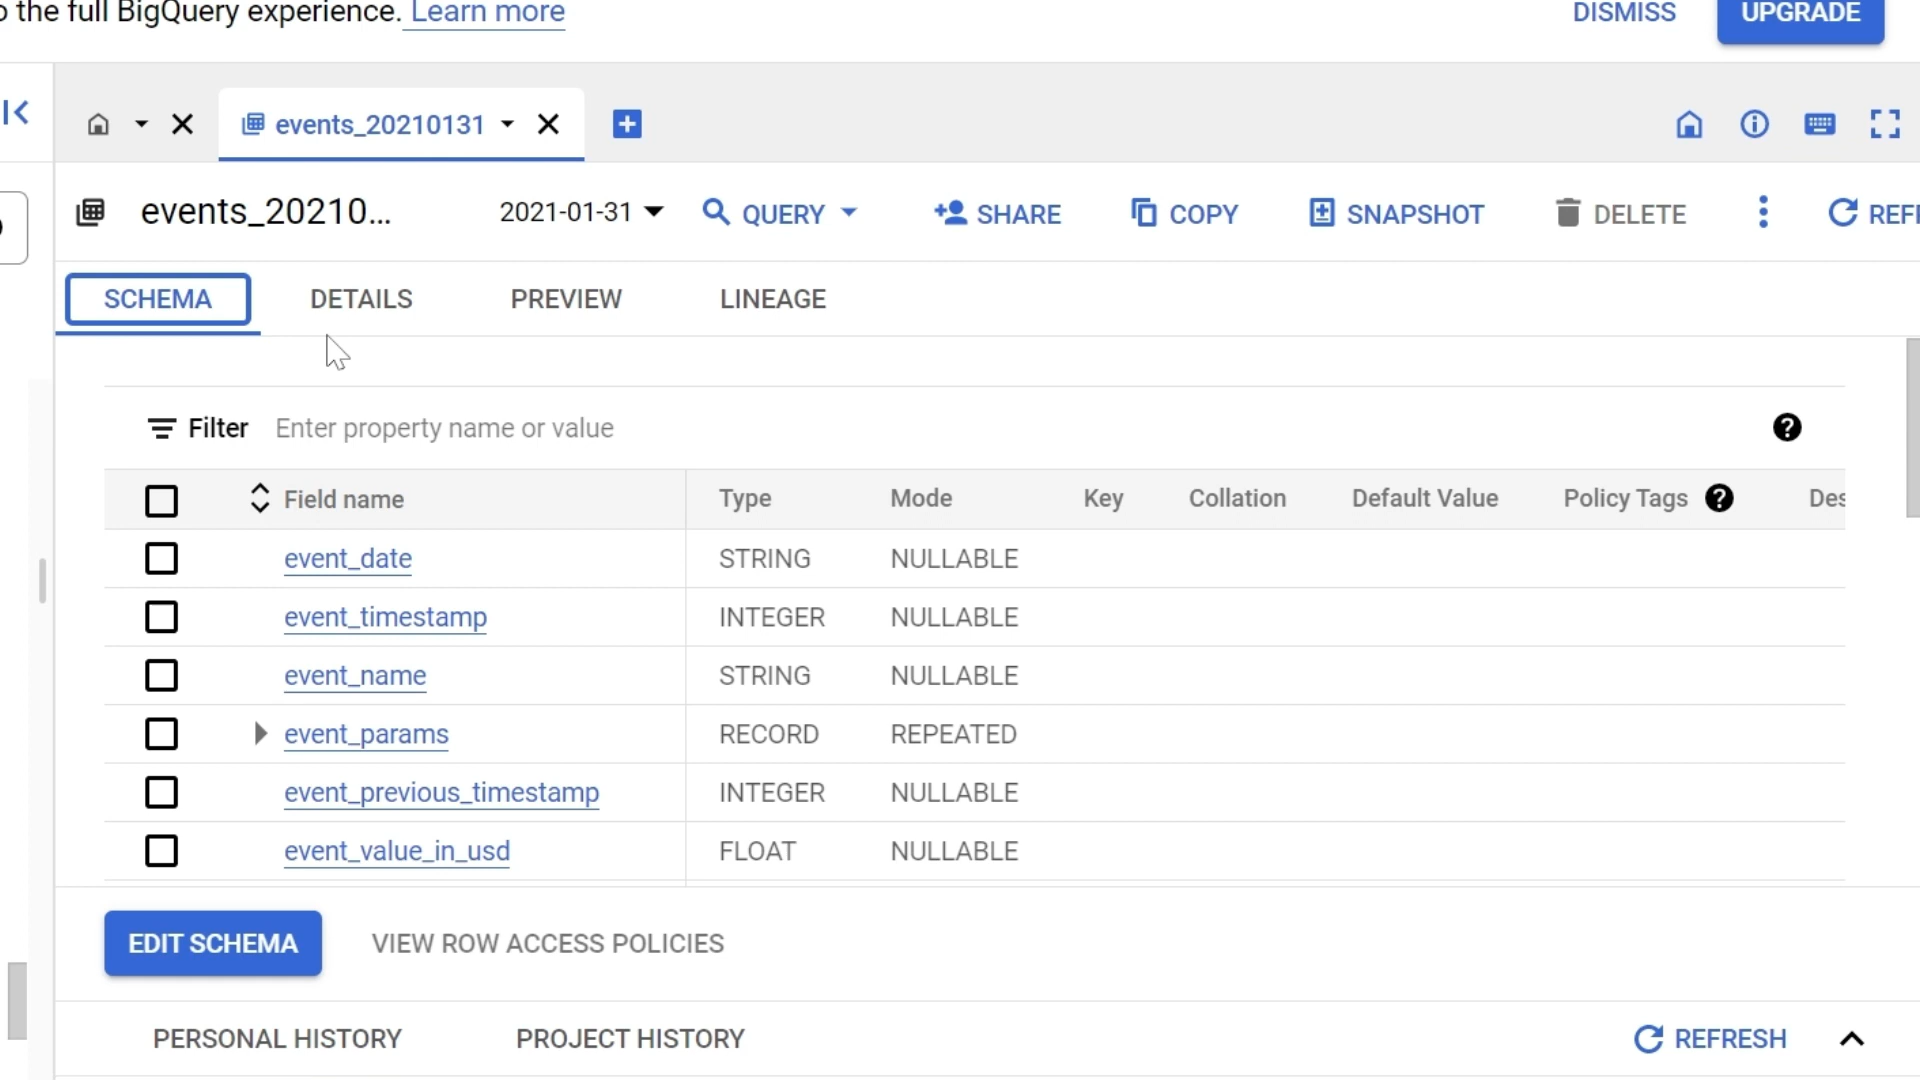 o the full BigQuery experience. Learn more DISMISS UPGRADE
events_20210131
events_20210... 2021-01-31 QUERY SHARE COPY SNAPSHOT DELETE REFR
SCHEMA DETAILS PREVIEW LINEAGE
Filter Enter property name or value
Field name Type Mode Key Collation Default Value Policy Tags Des
event_date STRING NULLABLE
event_timestamp INTEGER NULLABLE
event_name STRING NULLABLE
event_params RECORD REPEATED
event_previous_timestamp INTEGER NULLABLE
event_value_in_usd FLOAT NULLABLE
EDIT SCHEMA VIEW ROW ACCESS POLICIES
PERSONAL HISTORY PROJECT HISTORY REFRESH